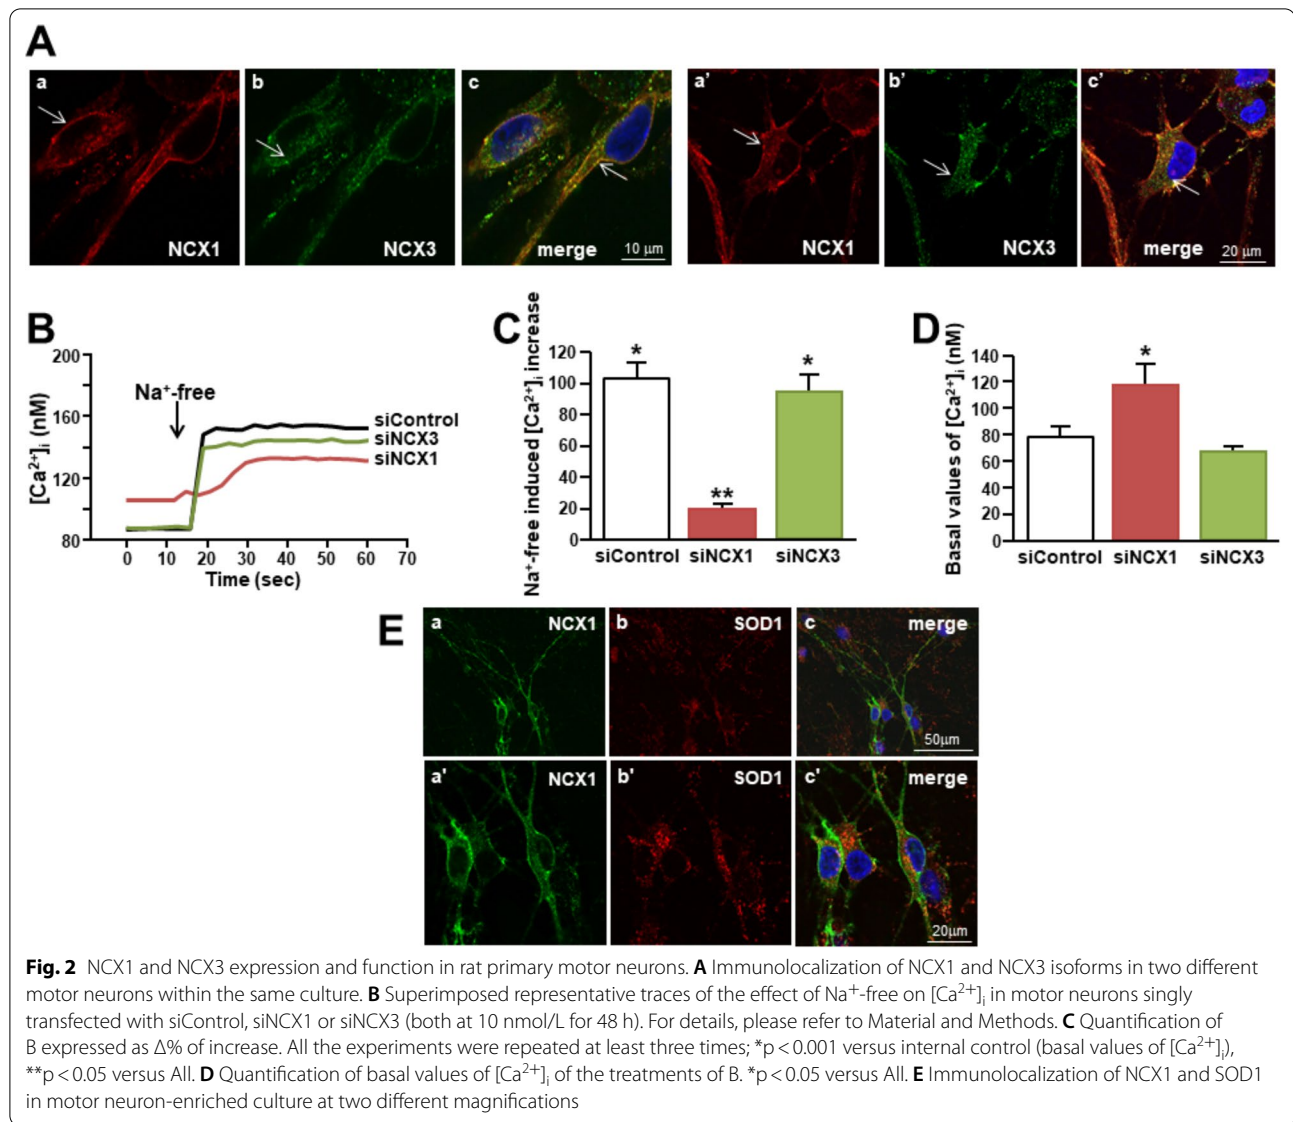 A
a
b
c
a'
b'
c'
NCX1
NCX3
merge
10 µm
NCX1
NCX3
merge
20 µm
B
[Ca²⁺]ᵢ (nM)
200
160
120
80
Na⁺-free
siControl
siNCX3
siNCX1
0 10 20 30 40 50 60 70
Time (sec)
C
Na⁺-free induced [Ca²⁺]ᵢ increase
120
100
80
60
40
20
0
*
**
*
siControl siNCX1 siNCX3
D
Basal values of [Ca²⁺]ᵢ (nM)
140
120
100
80
60
40
20
0
*
siControl siNCX1 siNCX3
E
a NCX1
b SOD1
c merge
50µm
a' NCX1
b' SOD1
c' merge
20µm
Fig. 2 NCX1 and NCX3 expression and function in rat primary motor neurons. A Immunolocalization of NCX1 and NCX3 isoforms in two different
motor neurons within the same culture. B Superimposed representative traces of the effect of Na⁺-free on [Ca²⁺]ᵢ in motor neurons singly
transfected with siControl, siNCX1 or siNCX3 (both at 10 nmol/L for 48 h). For details, please refer to Material and Methods. C Quantification of
B expressed as Δ% of increase. All the experiments were repeated at least three times; *p < 0.001 versus internal control (basal values of [Ca²⁺]ᵢ),
**p < 0.05 versus All. D Quantification of basal values of [Ca²⁺]ᵢ of the treatments of B. *p < 0.05 versus All. E Immunolocalization of NCX1 and SOD1
in motor neuron-enriched culture at two different magnifications